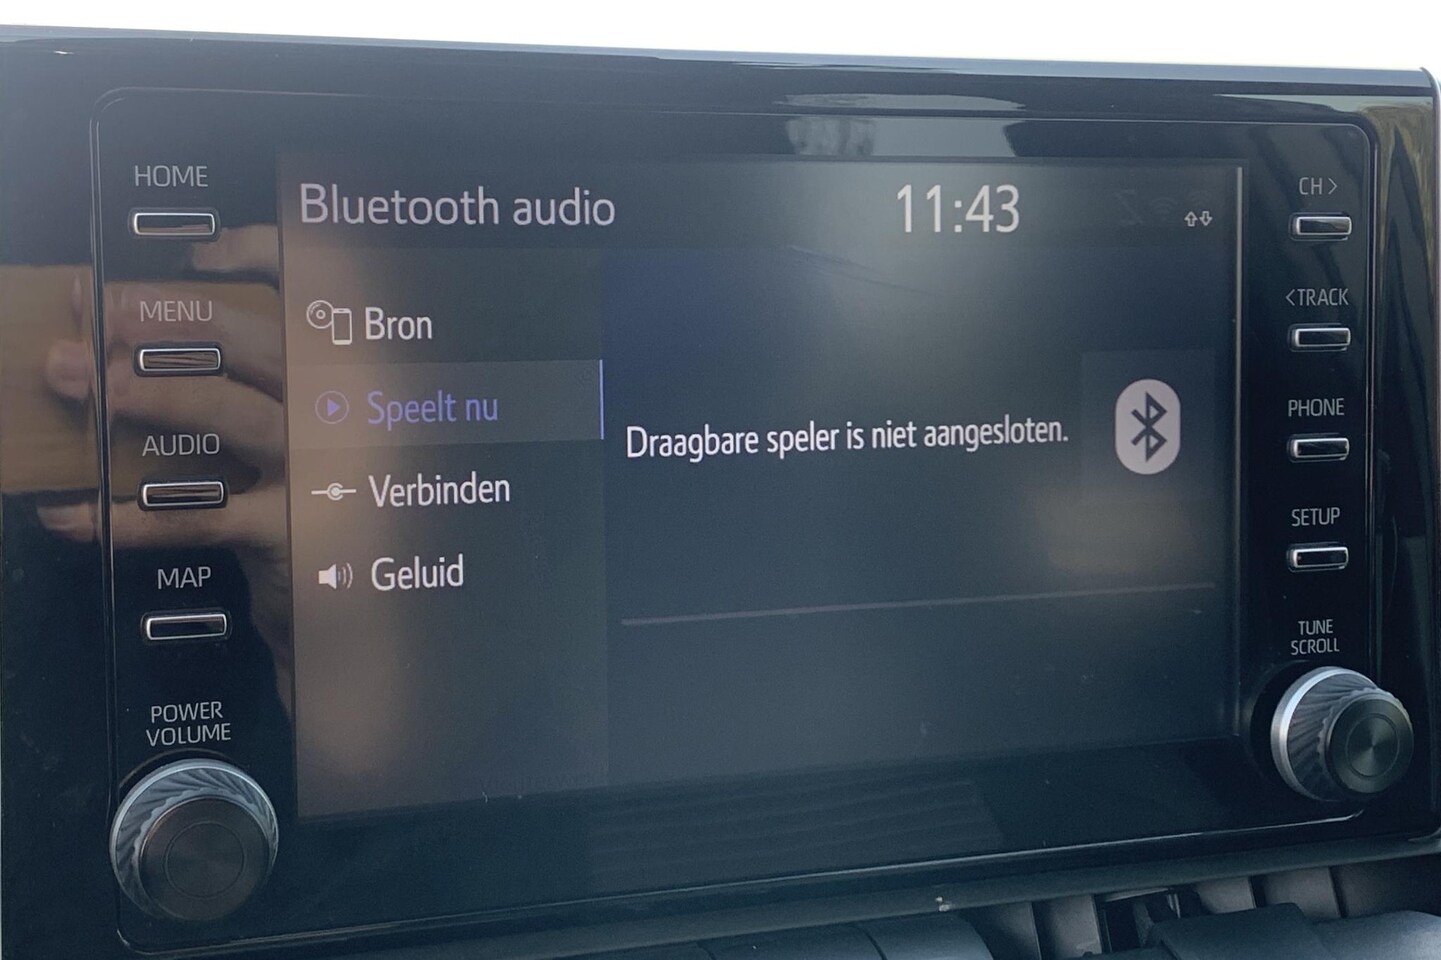 HOME
MENU
AUDIO
MAP
POWER
VOLUME
Bluetooth audio
11:43
Bron
Speelt nu
Verbinden
Geluid
Draagbare speler is niet aangesloten.
CH>
<TRACK
PHONE
SETUP
TUNE
SCROLL